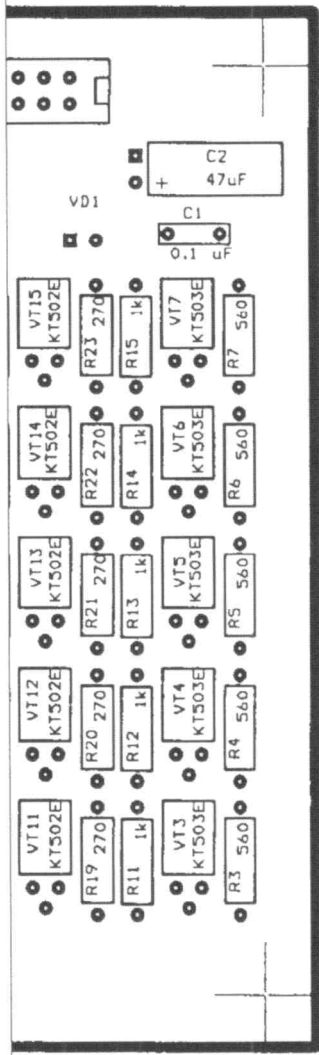 C2
47uF
+
VD1
C1
0.1 uF
VT15
KT502E
R23
270
R15
1k
VT7
KT503E
R7
560
VT14
KT502E
R22
270
R14
1k
VT6
KT503E
R6
560
VT13
KT502E
R21
270
R13
1k
VT5
KT503E
R5
560
VT12
KT502E
R20
270
R12
1k
VT4
KT503E
R4
560
VT11
KT502E
R19
270
R11
1k
VT3
KT503E
R3
560